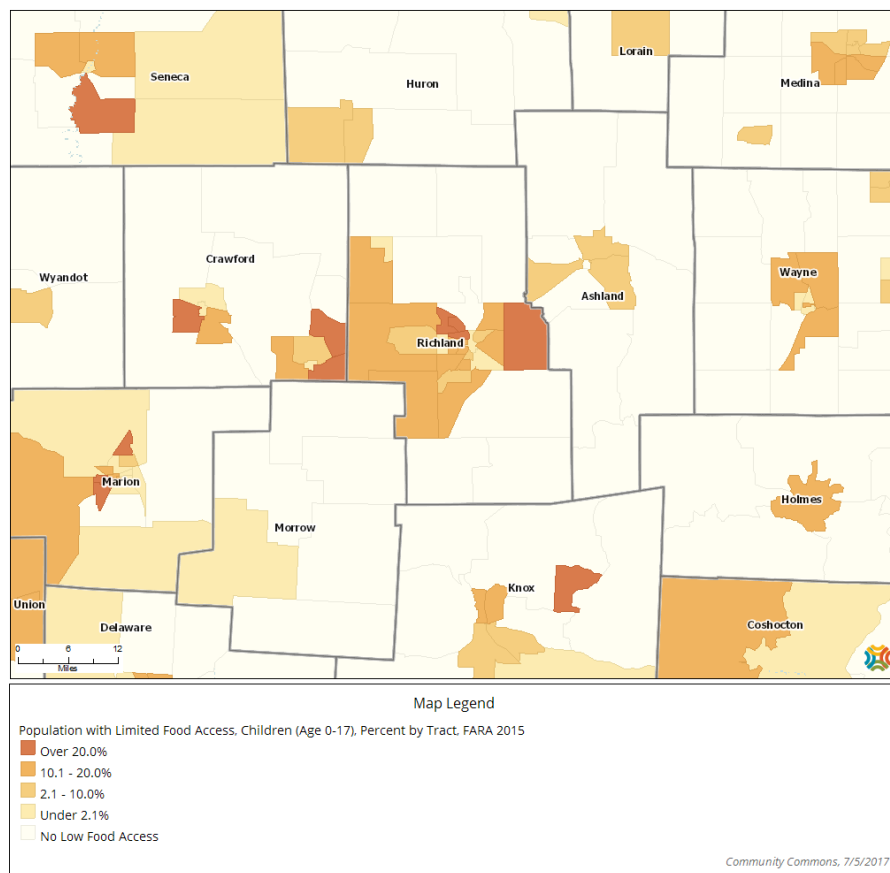 Lorain
Seneca
Huron
Medina
Crawford
Wyandot
Wayne
Ashland
Richland
Marion
Holmes
Morrow
Knox
Union
Delaware
Coshocton
0 6 12
Miles
Map Legend
Population with Limited Food Access, Children (Age 0-17), Percent by Tract, FARA 2015
Over 20.0%
10.1 - 20.0%
2.1 - 10.0%
Under 2.1%
No Low Food Access
Community Commons, 7/5/2017